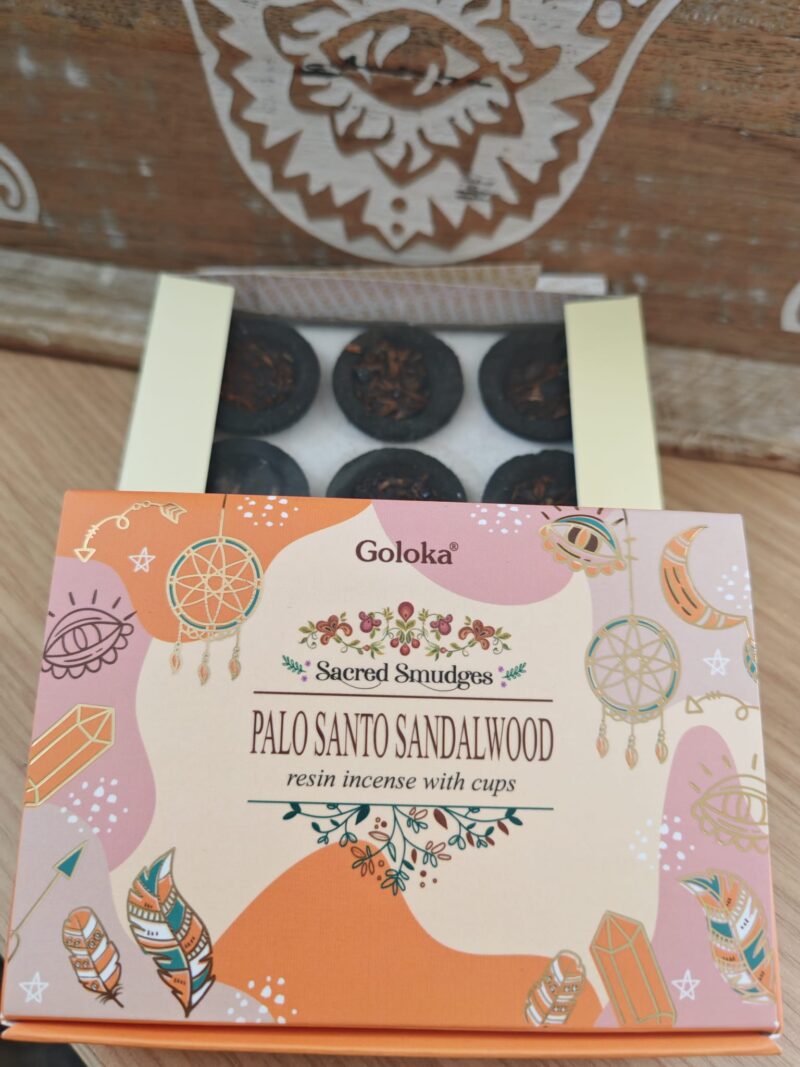 Goloka®
Sacred Smudges
PALO SANTO SANDALWOOD
resin incense with cups